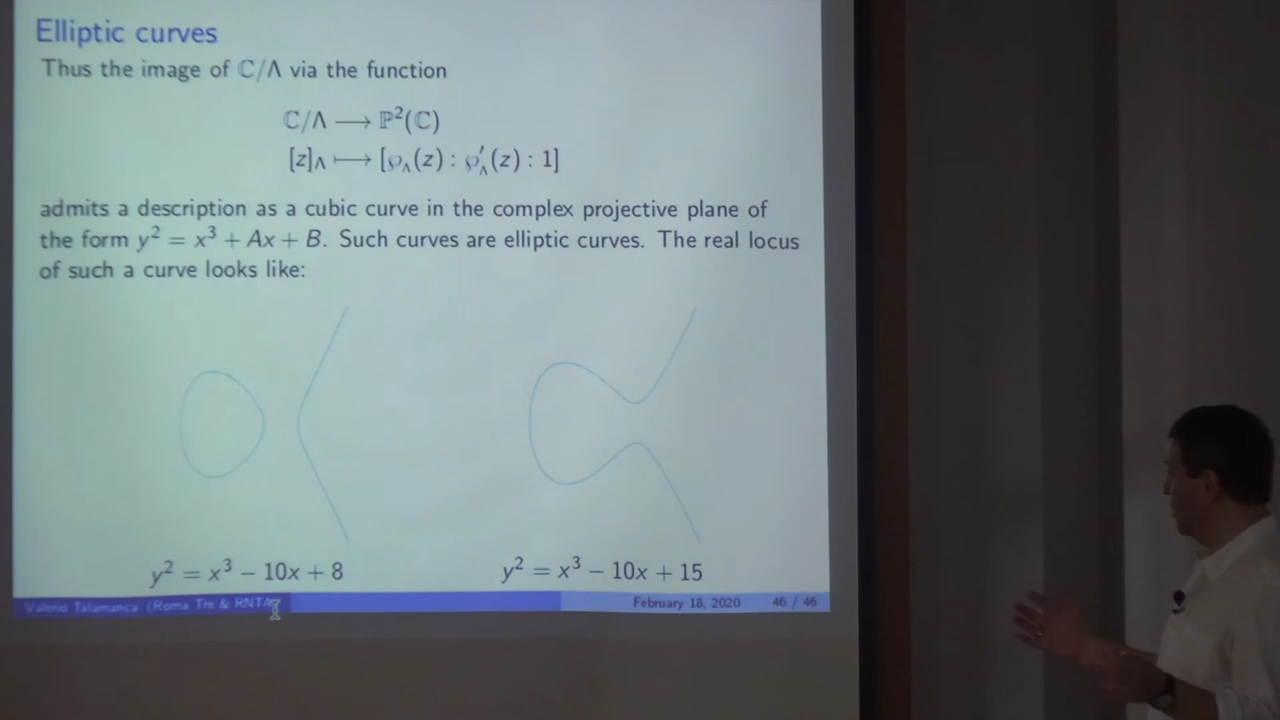 Elliptic curves
Thus the image of ℂ/Λ via the function
ℂ/Λ ⟶ ℙ²(ℂ)
[z]_Λ ⟼ [℘_Λ(z) : ℘′_Λ(z) : 1]
admits a description as a cubic curve in the complex projective plane of
the form y² = x³ + Ax + B. Such curves are elliptic curves. The real locus
of such a curve looks like:
y² = x³ − 10x + 8
y² = x³ − 10x + 15
Valerio Talamanca (Roma Tre & RNTA)
February 18, 2020
46 / 46